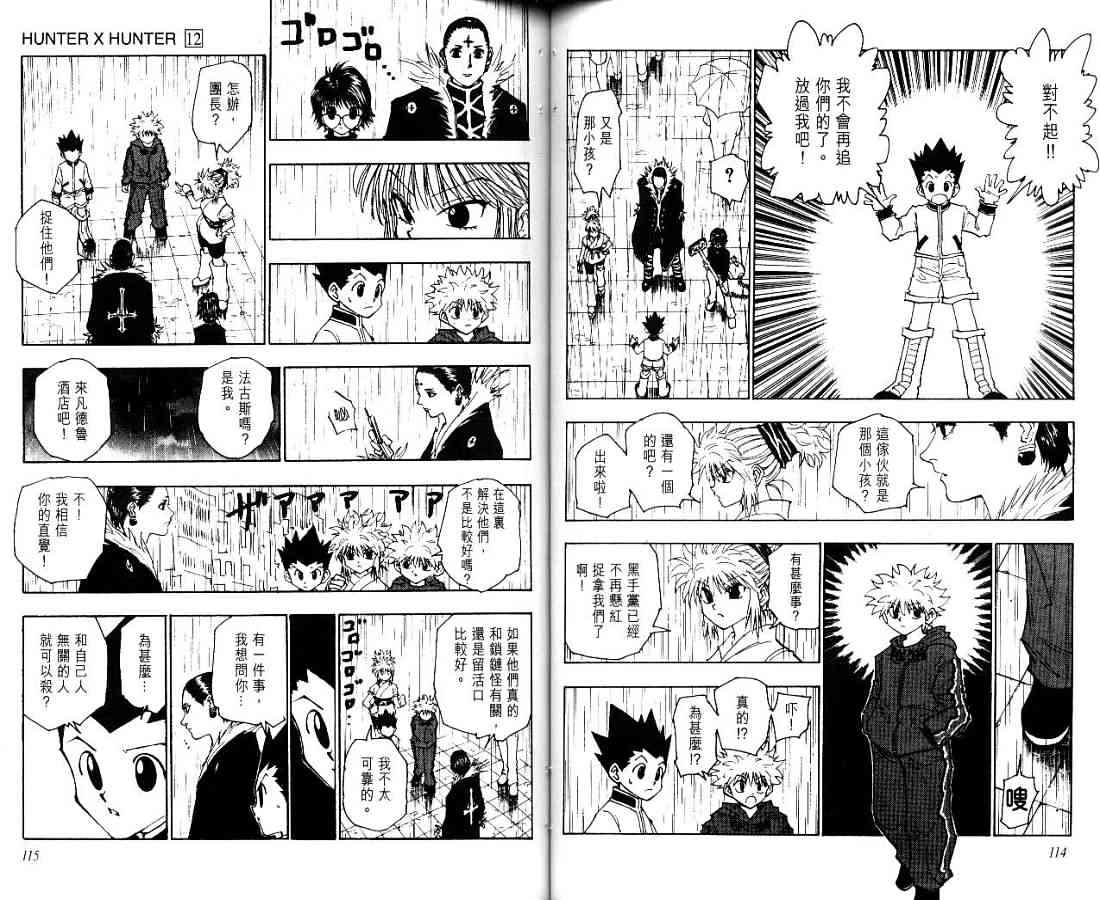 對不起!!
我不會再追
你們的了。
放過我吧！
？
又是
那小孩？
這傢伙就是
那個小孩？
還有一個
的吧？
出來啦！
嗖
有甚麼事？
黑手黨已經
不再懸紅
捉拿我們了
啊！
吓！
真的!?
為甚麼!?
114
HUNTER X HUNTER 12
ゴロゴロ…
怎辦，
團長？
捉住他們！
法古斯嗎？
是我。
來凡德魯
酒店吧！
在這裏
解決他們，
不是比較好嗎？
ザアアアアア
不！
我相信
你的直覺！
如果他們真的
和鎖鏈怪有關，
還是留活口
比較好。
ゴロゴロゴロ…
我不太
可靠的。
有一件事，
我想問你…
為甚麼…
和自己人
無關的人
就可以殺？
115